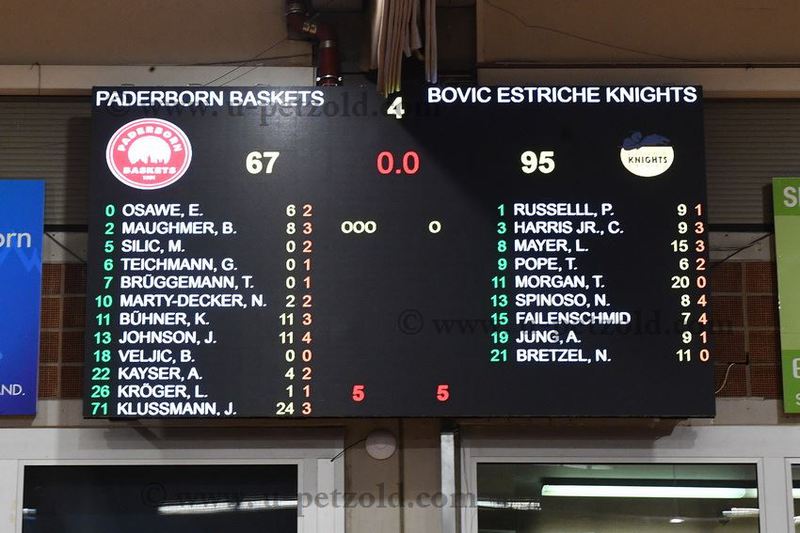 PADERBORN BASKETS 4 BOVIC ESTRICHE KNIGHTS
PADERBORN BASKETS 1991 67 0.0 95 KNIGHTS
0 OSAWE, E. 6 2
2 MAUGHMER, B. 8 3
5 SILIC, M. 0 2
6 TEICHMANN, G. 0 1
7 BRÜGGEMANN, T. 0 1
10 MARTY-DECKER, N. 2 2
11 BÜHNER, K. 11 3
13 JOHNSON, J. 11 4
18 VELJIC, B. 0 0
22 KAYSER, A. 4 2
26 KRÖGER, L. 1 1
71 KLUSSMANN, J. 24 3
ooo o
5 5
1 RUSSELLL, P. 9 1
3 HARRIS JR., C. 9 3
8 MAYER, L. 15 3
9 POPE, T. 6 2
11 MORGAN, T. 20 0
13 SPINOSO, N. 8 4
15 FAILENSCHMID 7 4
19 JUNG, A. 9 1
21 BRETZEL, N. 11 0
orn
AND.
© www.u-petzold.com
© www.u-petzold.com
© www.u-petzold.com